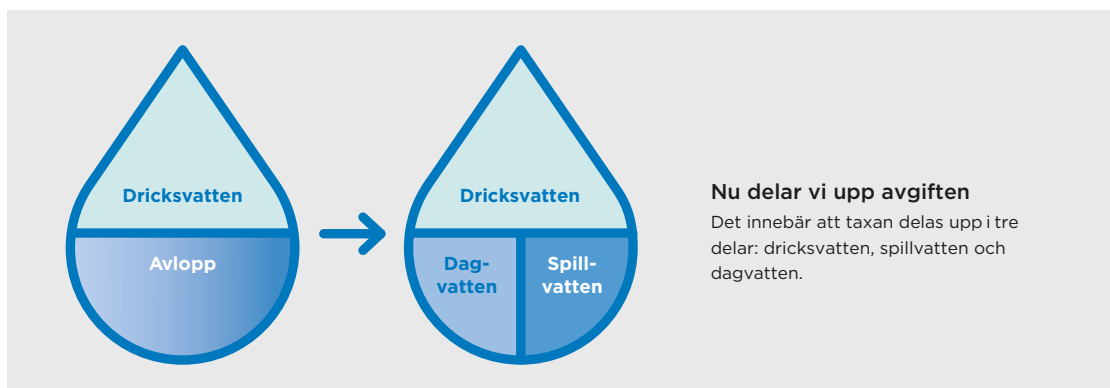 Dricksvatten
Avlopp
Dricksvatten
Dag-
vatten
Spill-
vatten
Nu delar vi upp avgiften
Det innebär att taxan delas upp i tre
delar: dricksvatten, spillvatten och
dagvatten.